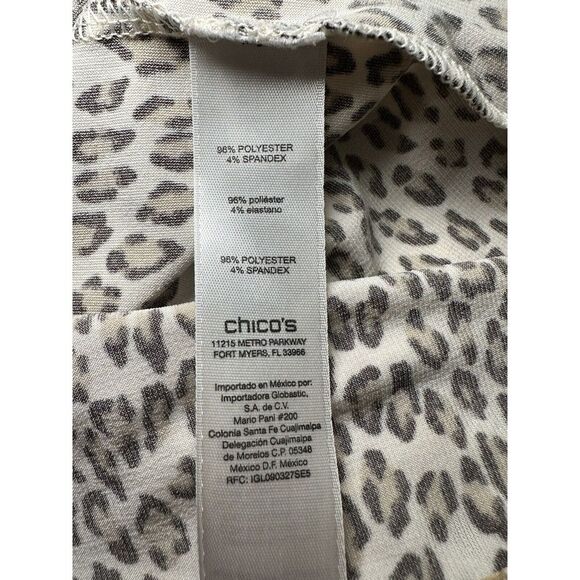 96% POLYESTER
4% SPANDEX
96% poliéster
4% elastano
96% POLYESTER
4% SPANDEX
chico's
11215 METRO PARKWAY
FORT MYERS, FL 33966
Importado en México por:
Importadora Globastic,
S.A. de C.V.
Mario Pani #200
Colonia Santa Fe Cuajimalpa
Delegación Cuajimalpa
de Morelos C.P. 05348
México D.F. México
RFC: IGL090327SE5